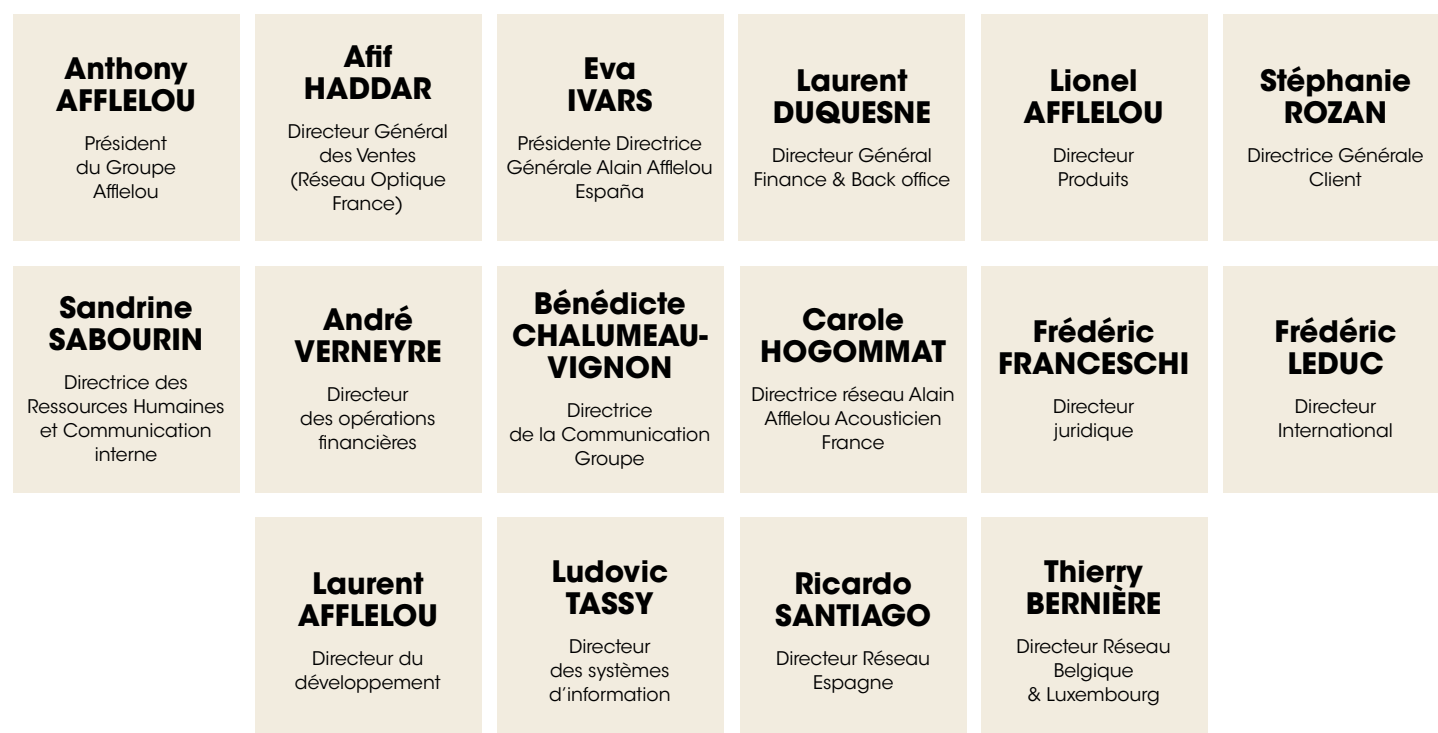 Anthony
AFFLELOU
Président
du Groupe
Afflelou
Afif
HADDAR
Directeur Général
des Ventes
(Réseau Optique
France)
Eva
IVARS
Présidente Directrice
Générale Alain Afflelou
España
Laurent
DUQUESNE
Directeur Général
Finance & Back office
Lionel
AFFLELOU
Directeur
Produits
Stéphanie
ROZAN
Directrice Générale
Client
Sandrine
SABOURIN
Directrice des
Ressources Humaines
et Communication
interne
André
VERNEYRE
Directeur
des opérations
financières
Bénédicte
CHALUMEAU-
VIGNON
Directrice
de la Communication
Groupe
Carole
HOGOMMAT
Directrice réseau Alain
Afflelou Acousticien
France
Frédéric
FRANCESCHI
Directeur
juridique
Frédéric
LEDUC
Directeur
International
Laurent
AFFLELOU
Directeur du
développement
Ludovic
TASSY
Directeur
des systèmes
d'information
Ricardo
SANTIAGO
Directeur Réseau
Espagne
Thierry
BERNIÈRE
Directeur Réseau
Belgique
& Luxembourg